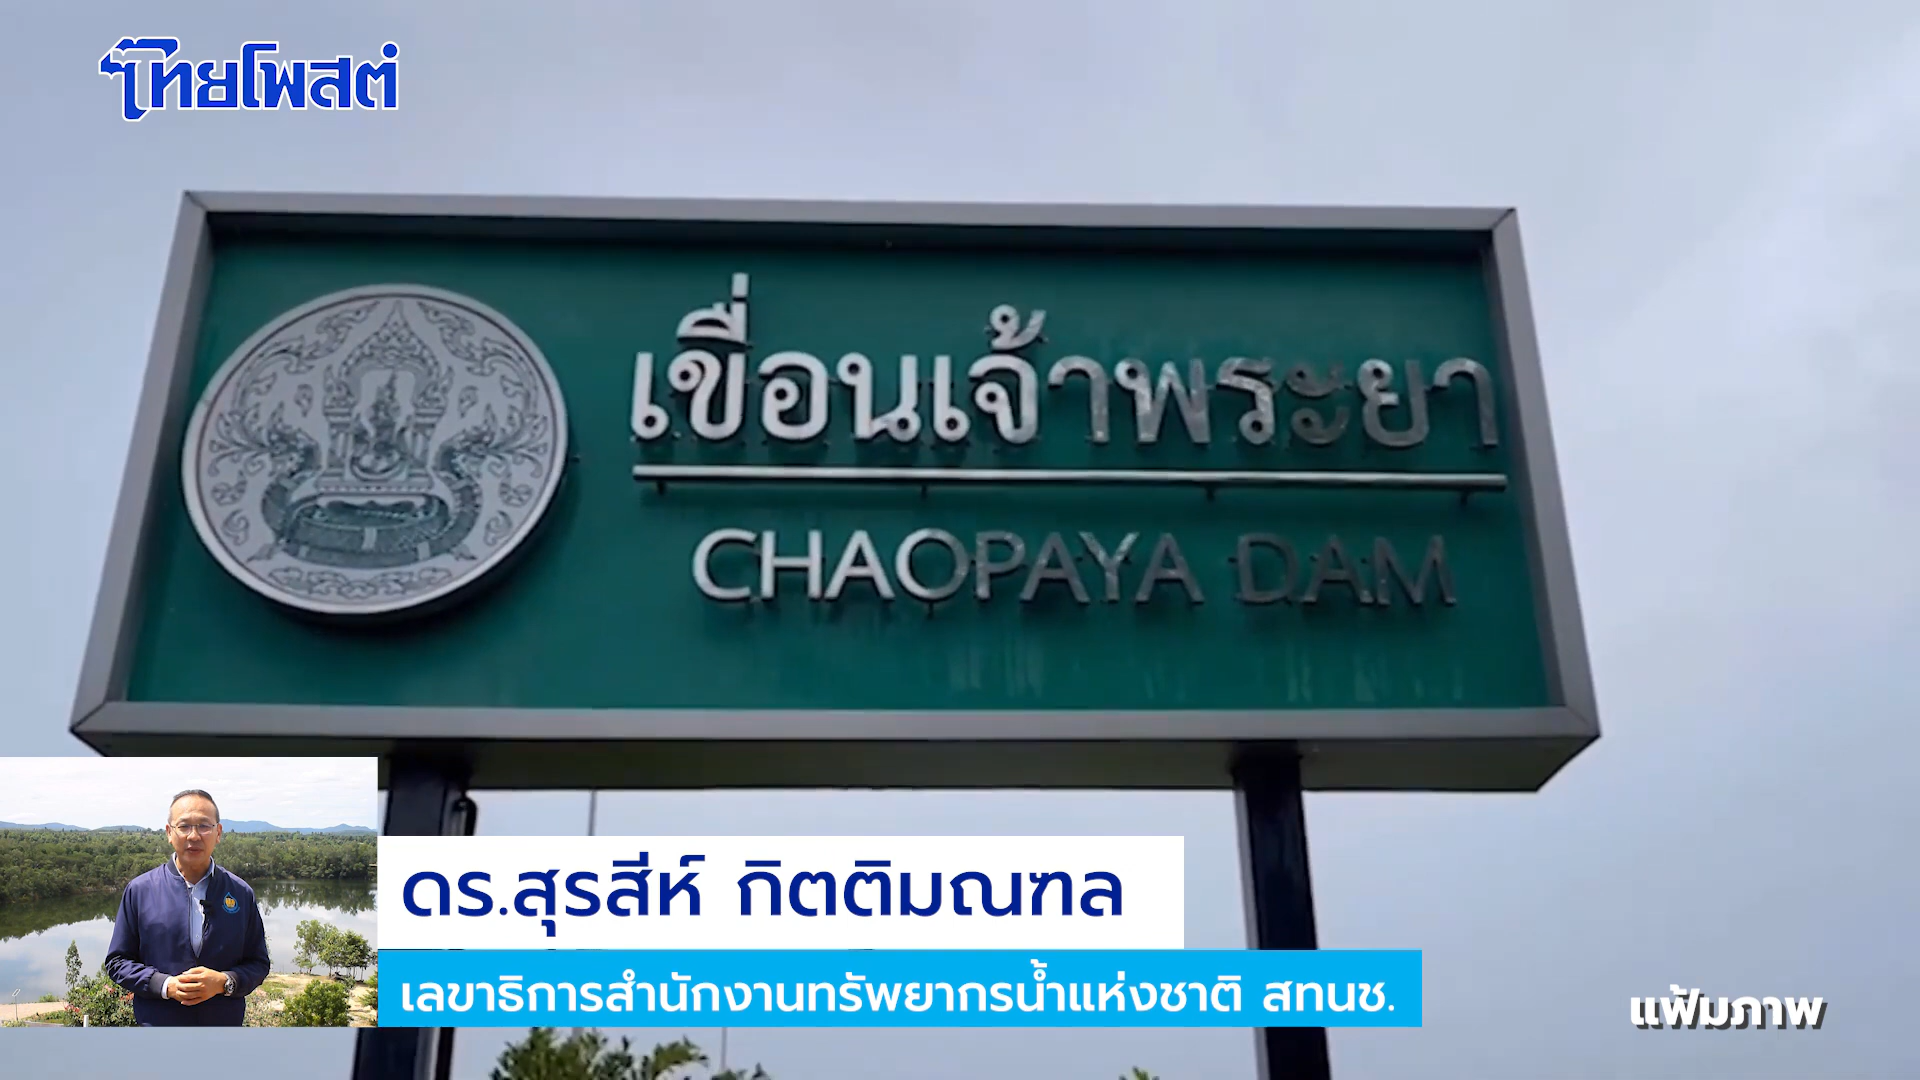 ไทยโพสต์
เขื่อนเจ้าพระยา
CHAOPAYA DAM
ดร.สุรสีห์ กิตติมณฑล
เลขาธิการสำนักงานทรัพยากรน้ำแห่งชาติ สทนช.
แฟ้มภาพ